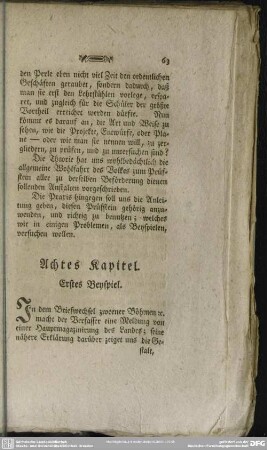 63
den Perle eben nicht viel Zeit den ordentlichen
Geschäften geraubet, sondern dadurch, daß
man sie erst den Lehrstühlen vorlege, erspa-
ret, und zugleich für die Schüler der größte
Vortheil erreichet werden dürfte. Nun
kömmt es darauf an, die Art und Weise zu
sehen, wie die Projekte, Entwürfe, oder Pla-
ne — oder wie man sie nennen will, zu zer-
gliedern, zu prüfen, und zu untersuchen sind?
Die Theorie hat uns wohlbedächtlich die
allgemeine Wohlfahrt des Volkes zum Prüf-
stein aller zu derselben Beförderung dienen
sollenden Anstalten vorgeschrieben.
Die Praxis hingegen soll uns die Anlei-
tung geben, diesen Prüfstein gehörig anzu-
wenden, und richtig zu benutzen; welches
wir in einigen Problemen, als Beyspielen,
versuchen wollen.
Achtes Kapitel.
Erstes Beyspiel.
In dem Briefwechsel zweener Böhmen ꝛc.
macht der Verfasser eine Meldung von
einer Hauptmagazinirung des Landes; seine
nähere Erklärung darüber zeiget uns die Ge-
stalt,